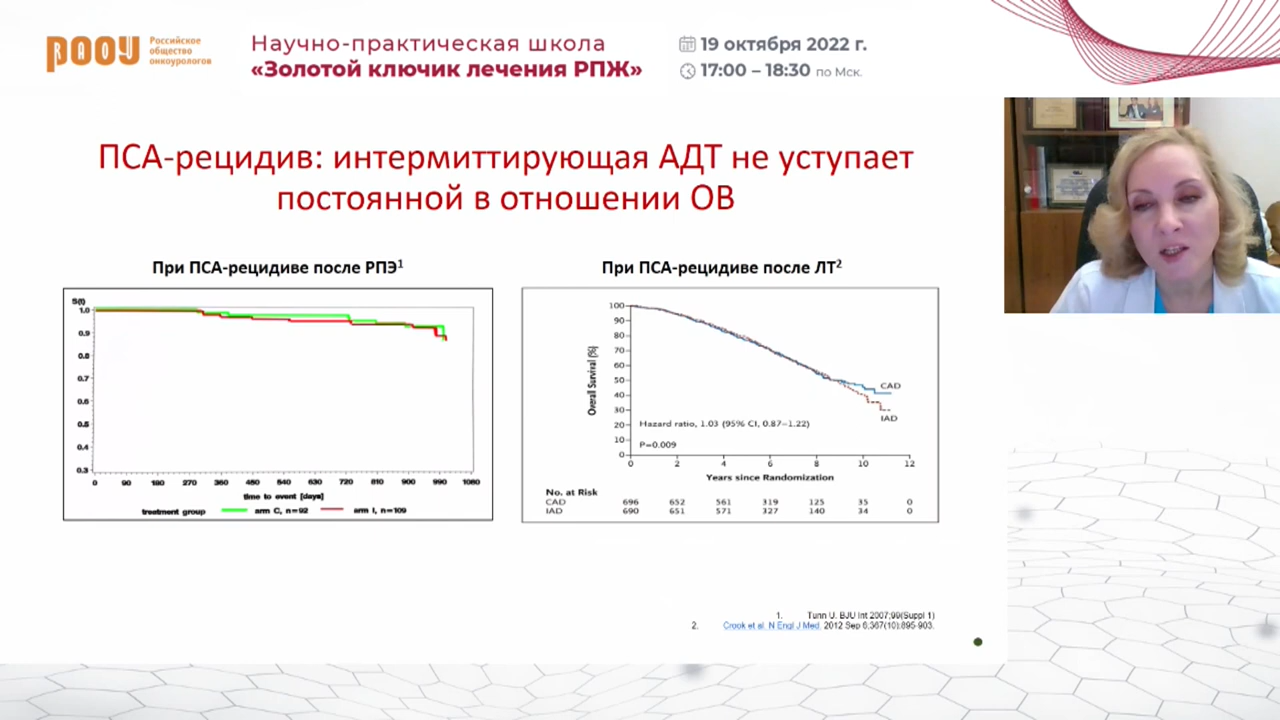 РАОУ
Российское
общество
онкоурологов
Научно-практическая школа
«Золотой ключик лечения РПЖ»
19 октября 2022 г.
17:00 – 18:30 по Мск.
ПСА-рецидив: интермиттирующая АДТ не уступает
постоянной в отношении ОВ
При ПСА-рецидиве после РПЭ1
S(t)
1.0
0.9
0.8
0.7
0.6
0.5
0.4
0.3
0 90 180 270 360 450 540 630 720 810 900 990 1080
time to event [days]
treatment group arm C, n=92 arm I, n=109
При ПСА-рецидиве после ЛТ2
Overall Survival (%)
100
90
80
70
60
50
40
30
20
10
0
CAD
IAD
Hazard ratio, 1.03 (95% CI, 0.87–1.22)
P=0.009
0 2 4 6 8 10 12
Years since Randomization
No. at Risk
CAD 696 652 561 319 125 35 0
IAD 690 651 571 327 140 34 0
1. Tunn U. BJU Int 2007;99(Suppl 1)
2. Crook et al. N Engl J Med. 2012 Sep 6;367(10):895-903.